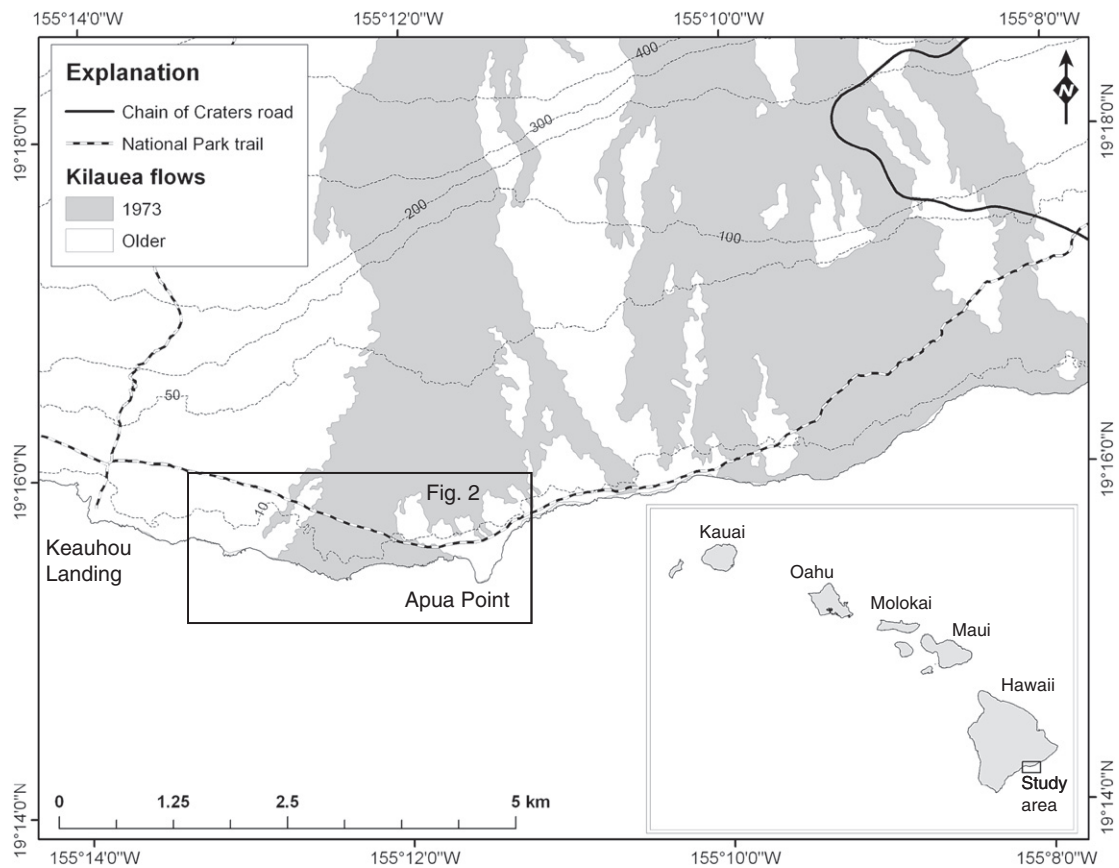 155°14'0"W
155°12'0"W
155°10'0"W
155°8'0"W
Explanation
Chain of Craters road
National Park trail
Kilauea flows
1973
Older
N
400
300
200
100
50
10
19°18'0"N
19°18'0"N
19°16'0"N
19°16'0"N
19°14'0"N
19°14'0"N
Fig. 2
Keauhou
Landing
Apua Point
Kauai
Oahu
Molokai
Maui
Hawaii
Study
area
0
1.25
2.5
5 km
155°14'0"W
155°12'0"W
155°10'0"W
155°8'0"W